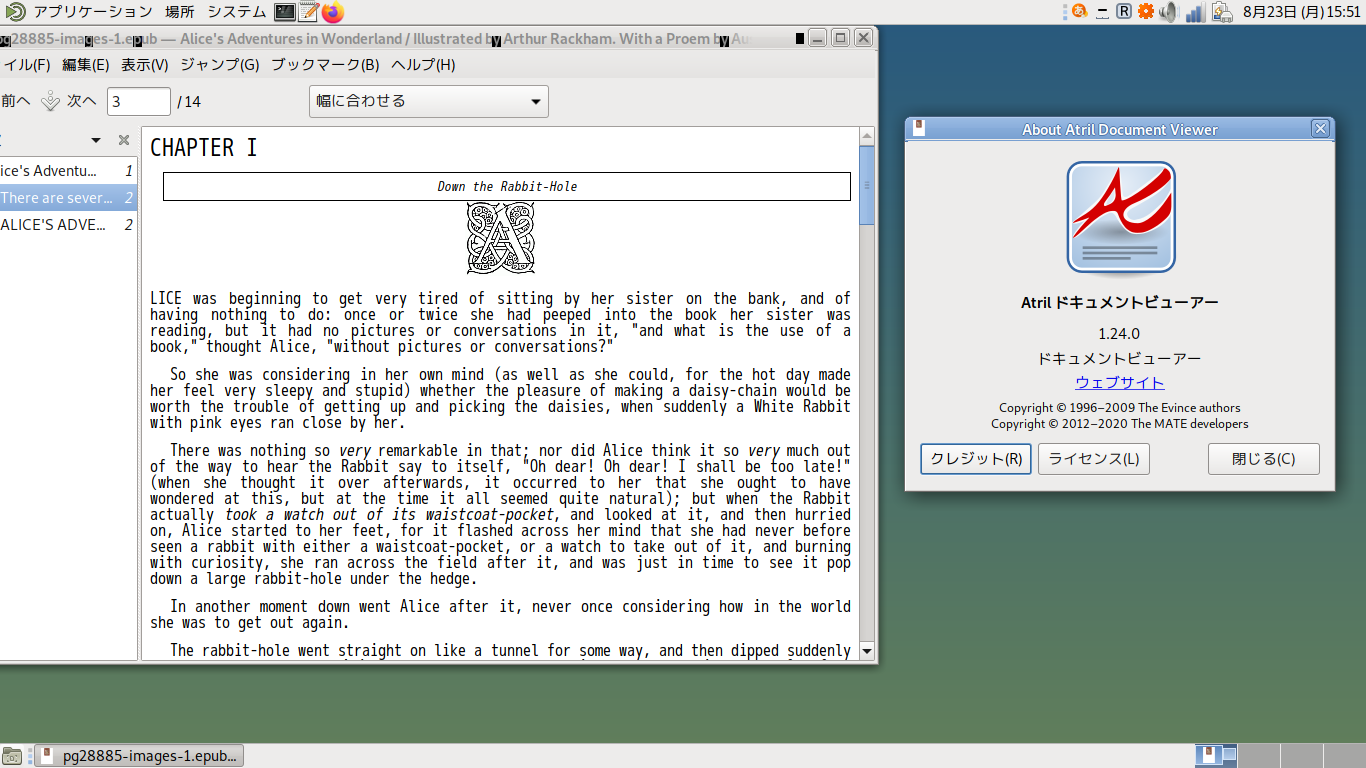 アプリケーション 場所 システム
あ R 8月23日 (月) 15:51
pg28885-images-1.epub — Alice's Adventures in Wonderland / Illustrated by Arthur Rackham. With a Proem by Au
イル(F) 編集(E) 表示(V) ジャンプ(G) ブックマーク(B) ヘルプ(H)
前へ 次へ 3 / 14 幅に合わせる
ice's Adventu... 1
There are sever... 2
ALICE'S ADVE... 2
CHAPTER I
Down the Rabbit-Hole
A
LICE was beginning to get very tired of sitting by her sister on the bank, and of
having nothing to do: once or twice she had peeped into the book her sister was
reading, but it had no pictures or conversations in it, "and what is the use of a
book," thought Alice, "without pictures or conversations?"
So she was considering in her own mind (as well as she could, for the hot day made
her feel very sleepy and stupid) whether the pleasure of making a daisy-chain would be
worth the trouble of getting up and picking the daisies, when suddenly a White Rabbit
with pink eyes ran close by her.
There was nothing so very remarkable in that; nor did Alice think it so very much out
of the way to hear the Rabbit say to itself, "Oh dear! Oh dear! I shall be too late!"
(when she thought it over afterwards, it occurred to her that she ought to have
wondered at this, but at the time it all seemed quite natural); but when the Rabbit
actually took a watch out of its waistcoat-pocket, and looked at it, and then hurried
on, Alice started to her feet, for it flashed across her mind that she had never before
seen a rabbit with either a waistcoat-pocket, or a watch to take out of it, and burning
with curiosity, she ran across the field after it, and was just in time to see it pop
down a large rabbit-hole under the hedge.
In another moment down went Alice after it, never once considering how in the world
she was to get out again.
The rabbit-hole went straight on like a tunnel for some way, and then dipped suddenly
About Atril Document Viewer
Atril ドキュメントビューアー
1.24.0
ドキュメントビューアー
ウェブサイト
Copyright © 1996–2009 The Evince authors
Copyright © 2012–2020 The MATE developers
クレジット(R) ライセンス(L) 閉じる(C)
pg28885-images-1.epub...